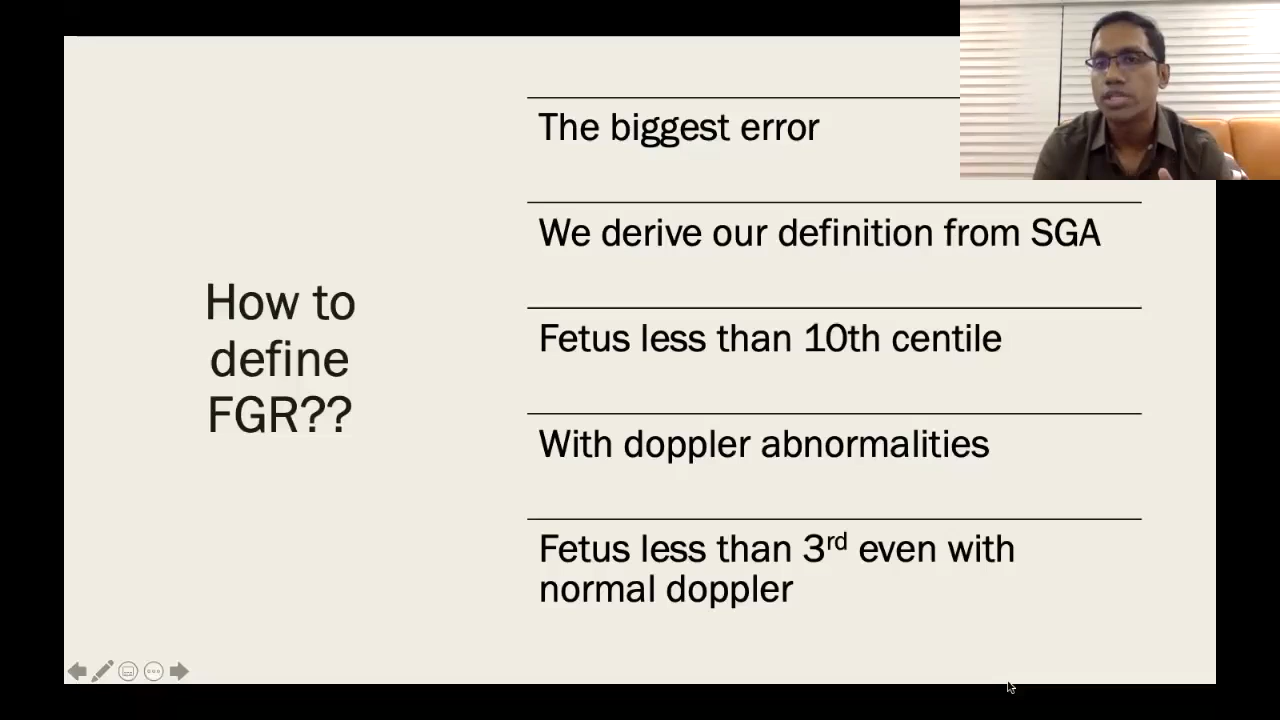 How to
define
FGR??
The biggest error
We derive our definition from SGA
Fetus less than 10th centile
With doppler abnormalities
Fetus less than 3rd even with
normal doppler